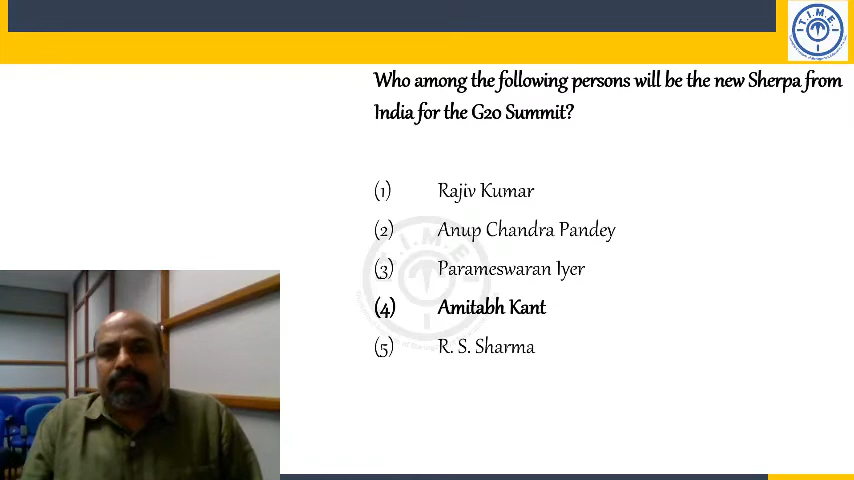 T.I.M.E.
Who among the following persons will be the new Sherpa from
India for the G20 Summit?
(1) Rajiv Kumar
(2) Anup Chandra Pandey
(3) Parameswaran Iyer
(4) Amitabh Kant
(5) R. S. Sharma